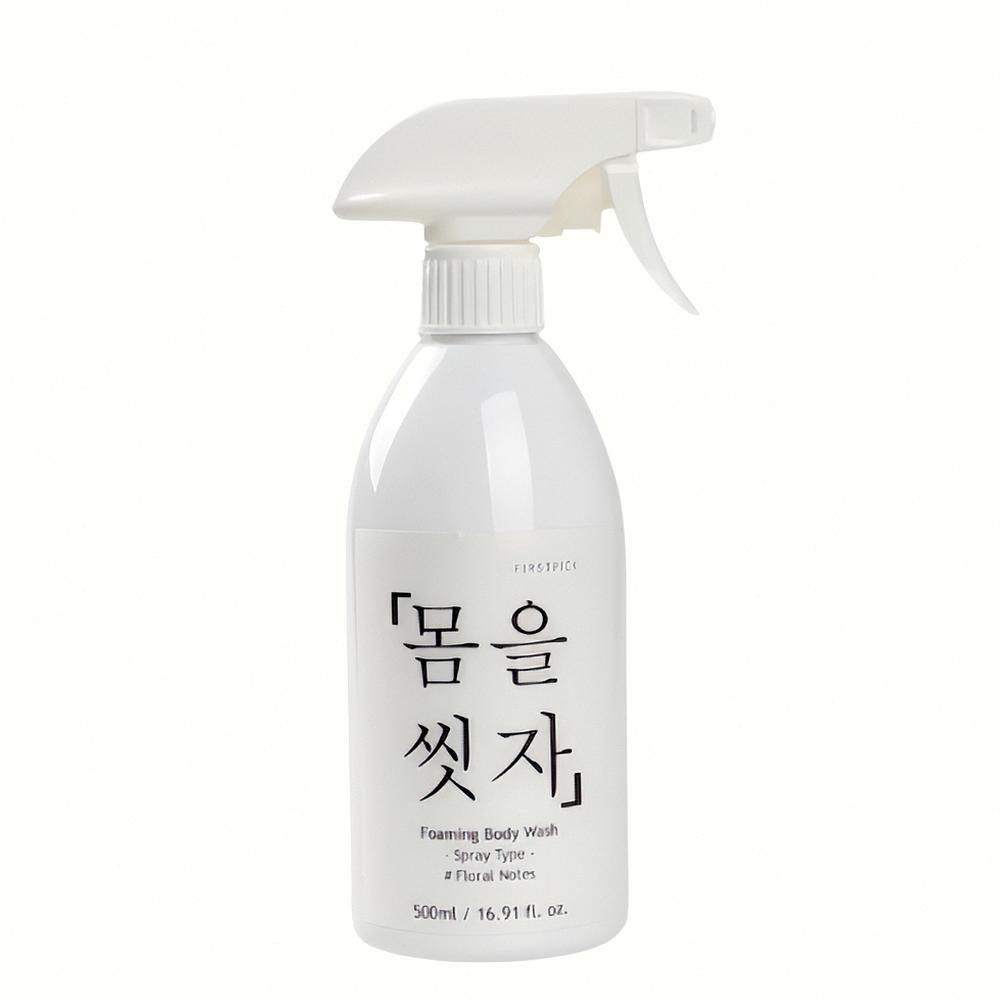 FIRSTPICK
「몸을
씻자」
Foaming Body Wash
- Spray Type -
# Floral Notes
500ml / 16.91 fl. oz.